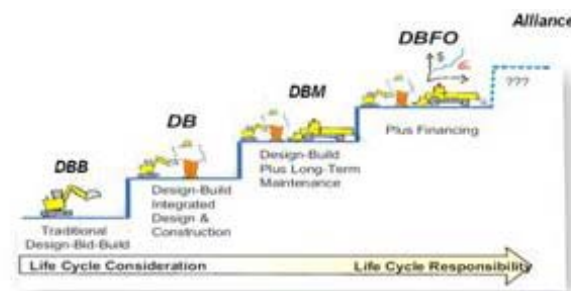 Alliance
DBFO
$
???
DBM
Plus Financing
DB
Design-Build
Plus Long-Term
Maintenance
DBB
Design-Build
Integrated
Design &
Construction
Traditional
Design-Bid-Build
Life Cycle Consideration
Life Cycle Responsibility